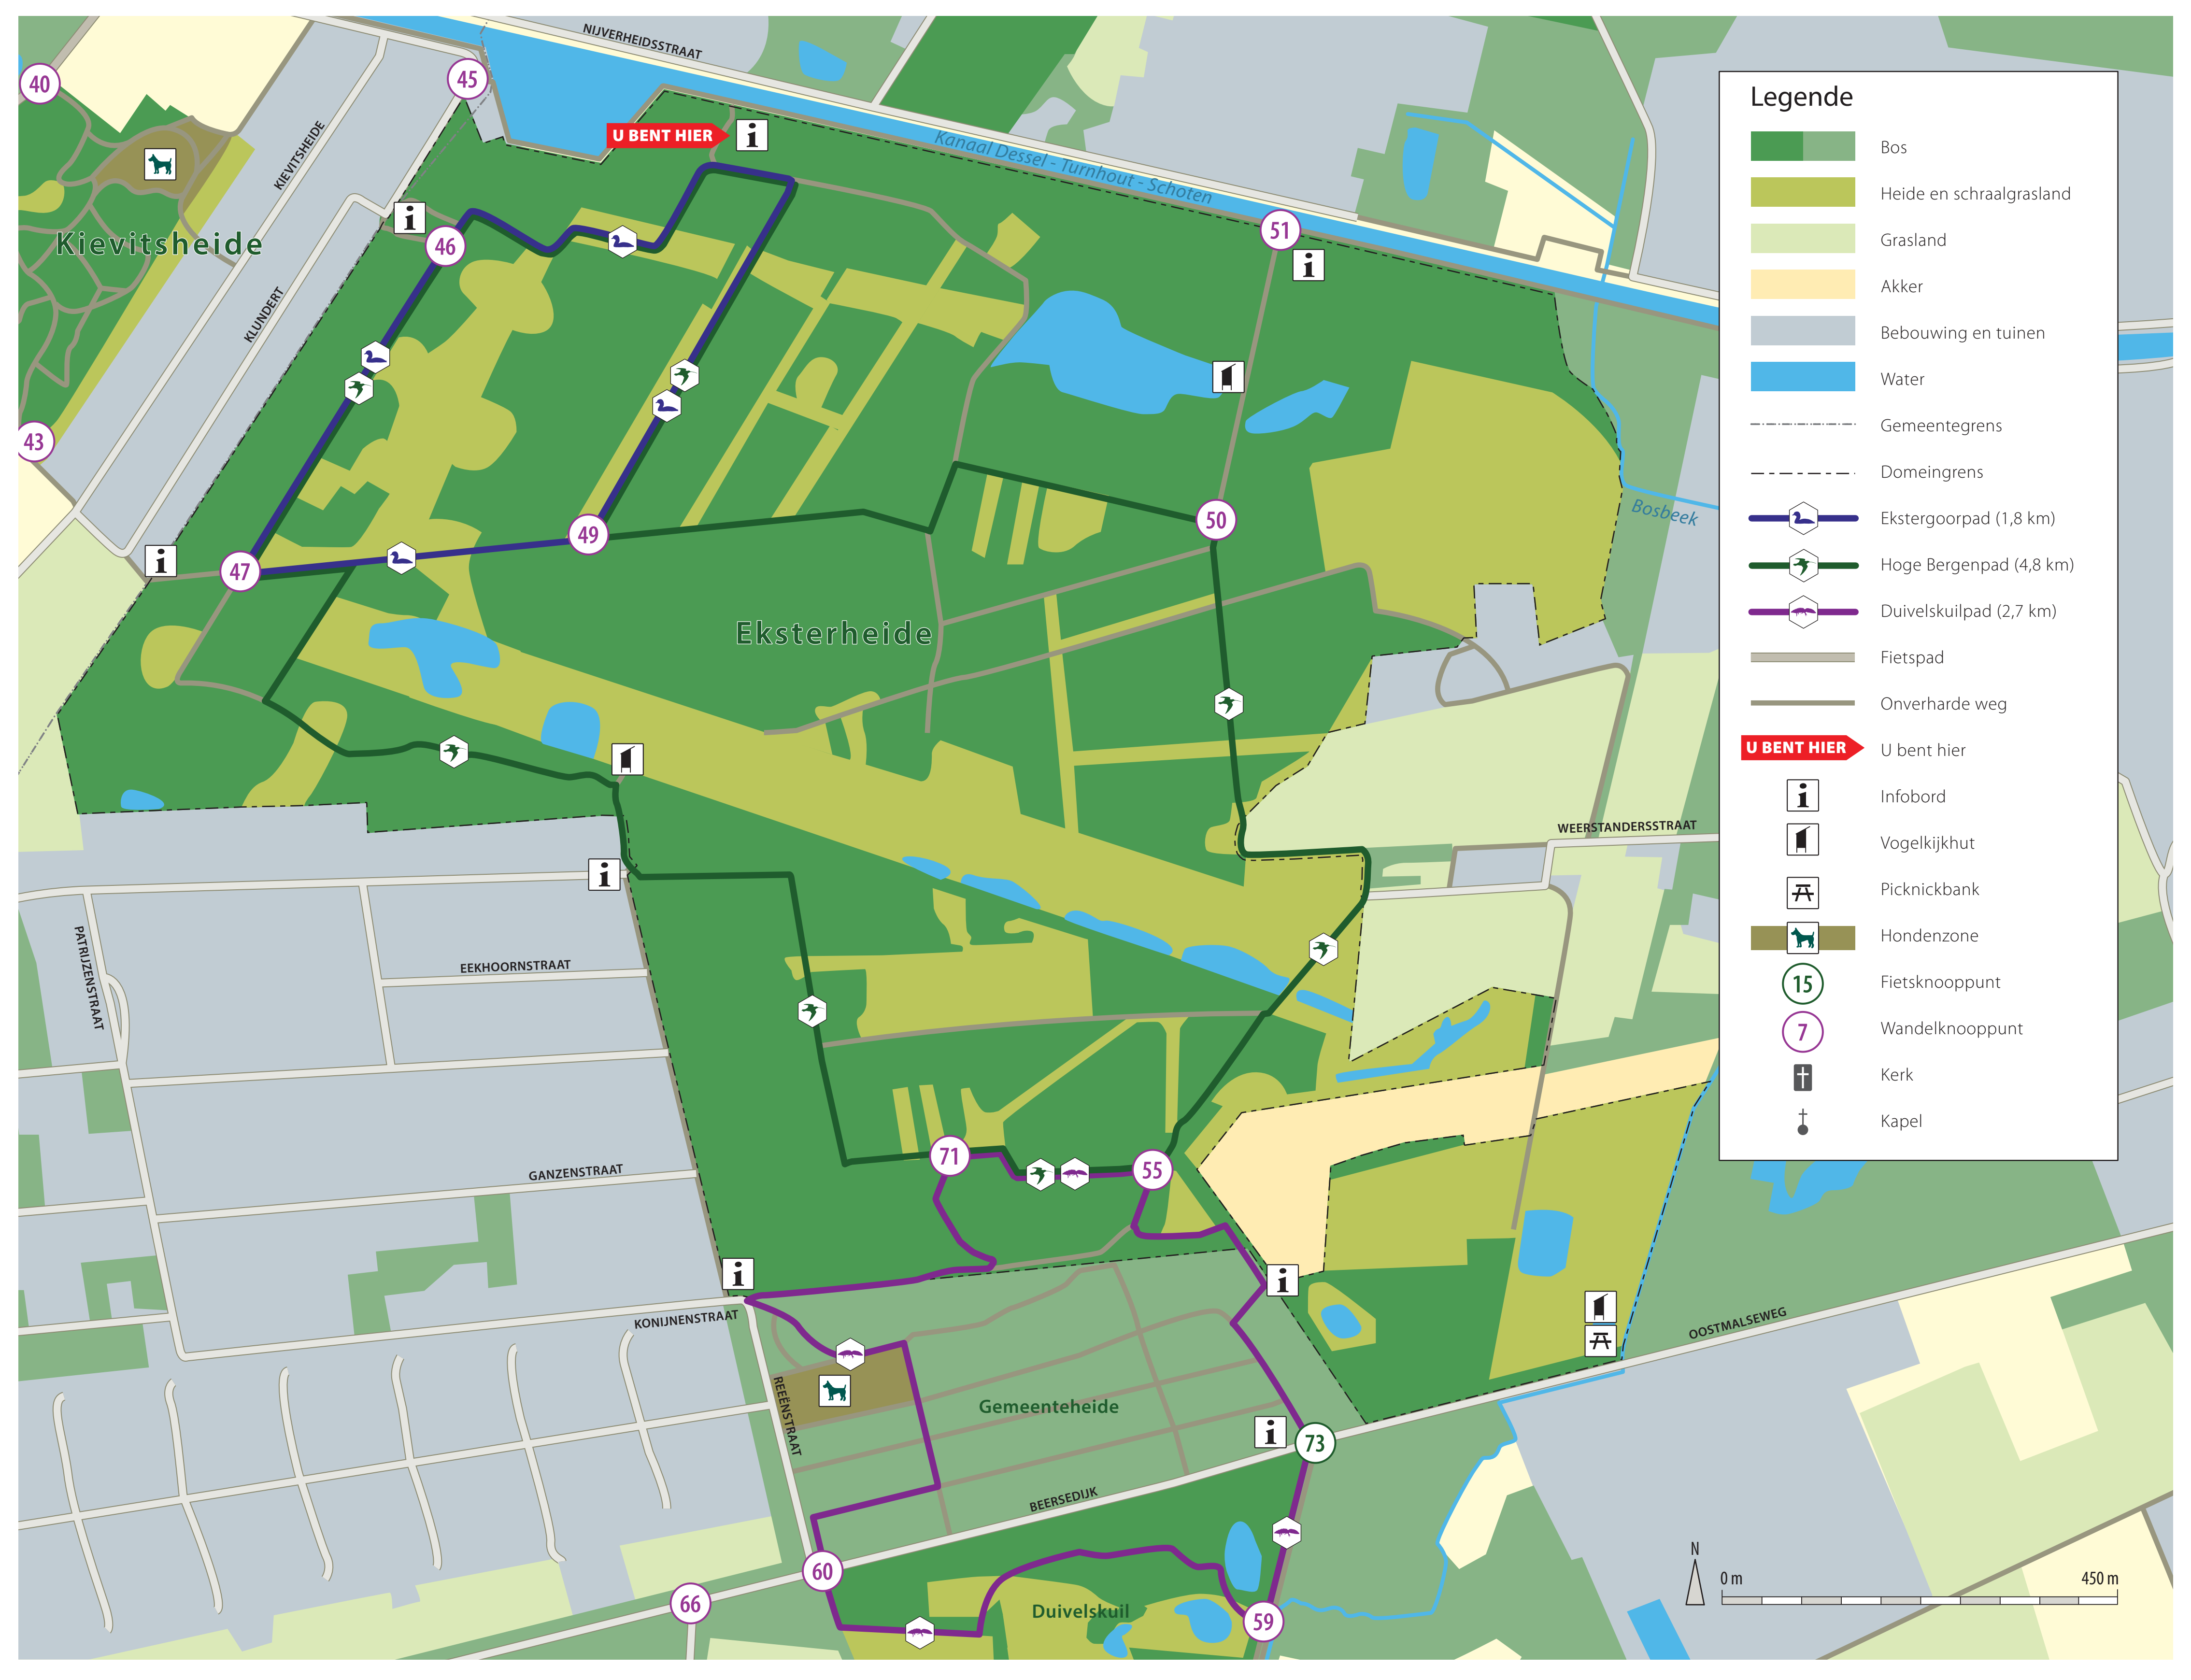 NIJVERHEIDSSTRAAT
40
45
U BENT HIER
i
Kanaal Dessel - Turnhout - Schoten
KIEVITSHEIDE
Kievitsheide
i
46
51
i
KLUNDERT
43
i
47
49
50
Bosbeek
Eksterheide
WEERSTANDERSSTRAAT
i
PATRIJZENSTRAAT
EEKHOORNSTRAAT
GANZENSTRAAT
71
55
i
i
KONIJNENSTRAAT
OOSTMALSEWEG
REEËNSTRAAT
Gemeenteheide
i
73
BEERSEDIJK
60
66
Duivelskuil
59
Legende
Bos
Heide en schraalgrasland
Grasland
Akker
Bebouwing en tuinen
Water
Gemeentegrens
Domeingrens
Ekstergoorpad (1,8 km)
Hoge Bergenpad (4,8 km)
Duivelskuilpad (2,7 km)
Fietspad
Onverharde weg
U BENT HIER U bent hier
i Infobord
Vogelkijkhut
Picknickbank
Hondenzone
15 Fietsknooppunt
7 Wandelknooppunt
Kerk
Kapel
N
0 m 450 m